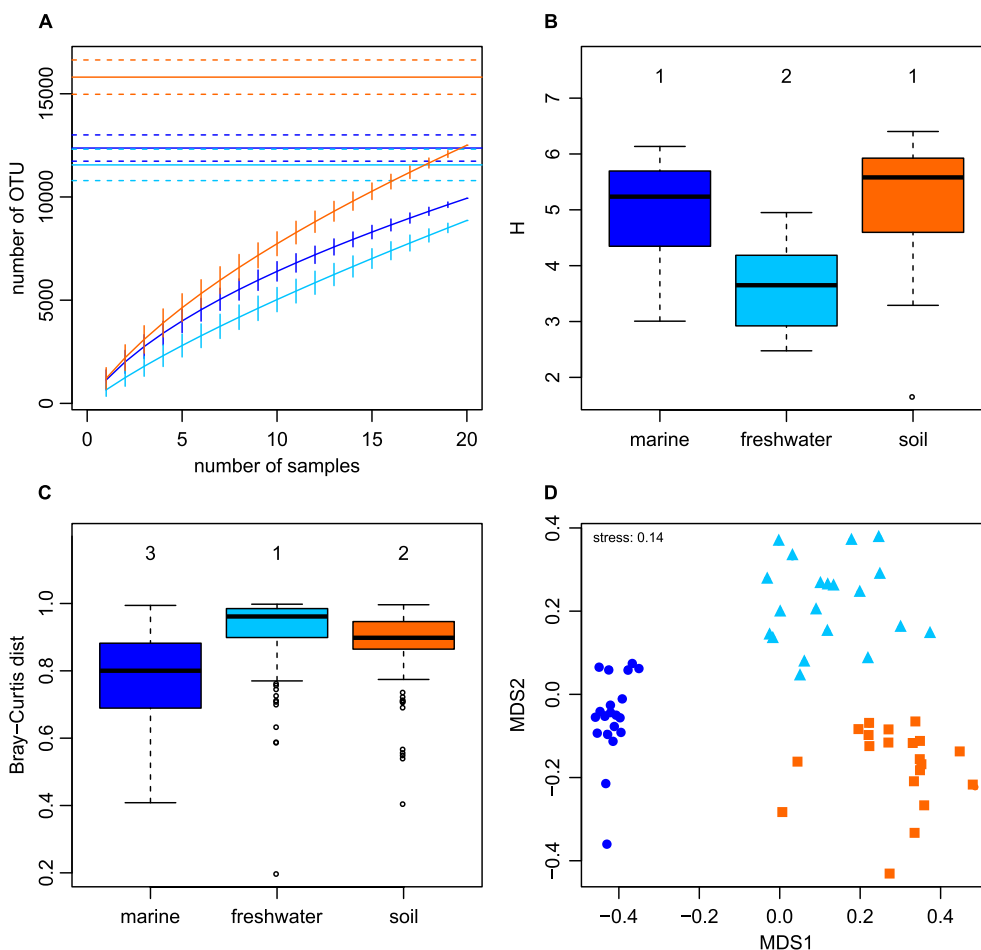 A
number of OTU
15000
10000
5000
0
0 5 10 15 20
number of samples
B
H
7
6
5
4
3
2
1 2 1
marine freshwater soil
C
Bray−Curtis dist
1.0
0.8
0.6
0.4
0.2
3 1 2
marine freshwater soil
D
stress: 0.14
MDS2
0.4
0.2
0.0
−0.2
−0.4
−0.4 −0.2 0.0 0.2 0.4
MDS1